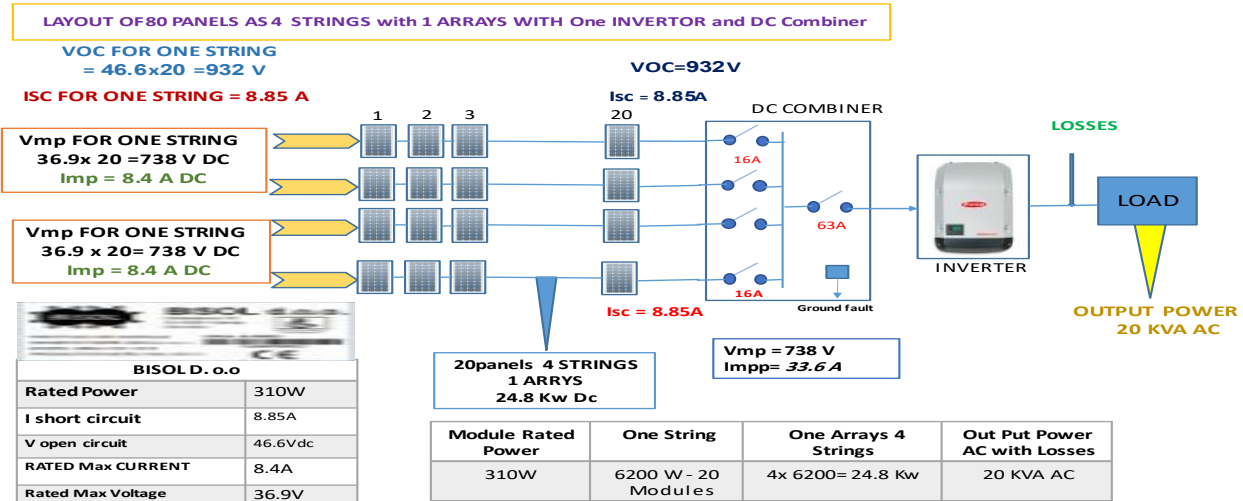 LAYOUT OF 80 PANELS AS 4 STRINGS with 1 ARRAYS WITH One INVERTOR and DC Combiner
VOC FOR ONE STRING
= 46.6x20 =932 V
ISC FOR ONE STRING = 8.85 A
VOC=932V
Isc = 8.85A
1 2 3 20
DC COMBINER
LOSSES
Vmp FOR ONE STRING
36.9x 20 =738 V DC
Imp = 8.4 A DC
16A
LOAD
Vmp FOR ONE STRING
36.9 x 20= 738 V DC
Imp = 8.4 A DC
63A
INVERTER
16A
Isc = 8.85A
Ground fault
OUTPUT POWER
20 KVA AC
BISOL d.o.o.
CE
20panels 4 STRINGS
1 ARRYS
24.8 Kw Dc
Vmp = 738 V
Impp= 33.6 A
BISOL D. o.o
Rated Power 310W
I short circuit 8.85A
V open circuit 46.6Vdc
RATED Max CURRENT 8.4A
Rated Max Voltage 36.9V
Module Rated Power One String One Arrays 4 Strings Out Put Power AC with Losses
310W 6200 W - 20 Modules 4x 6200= 24.8 Kw 20 KVA AC